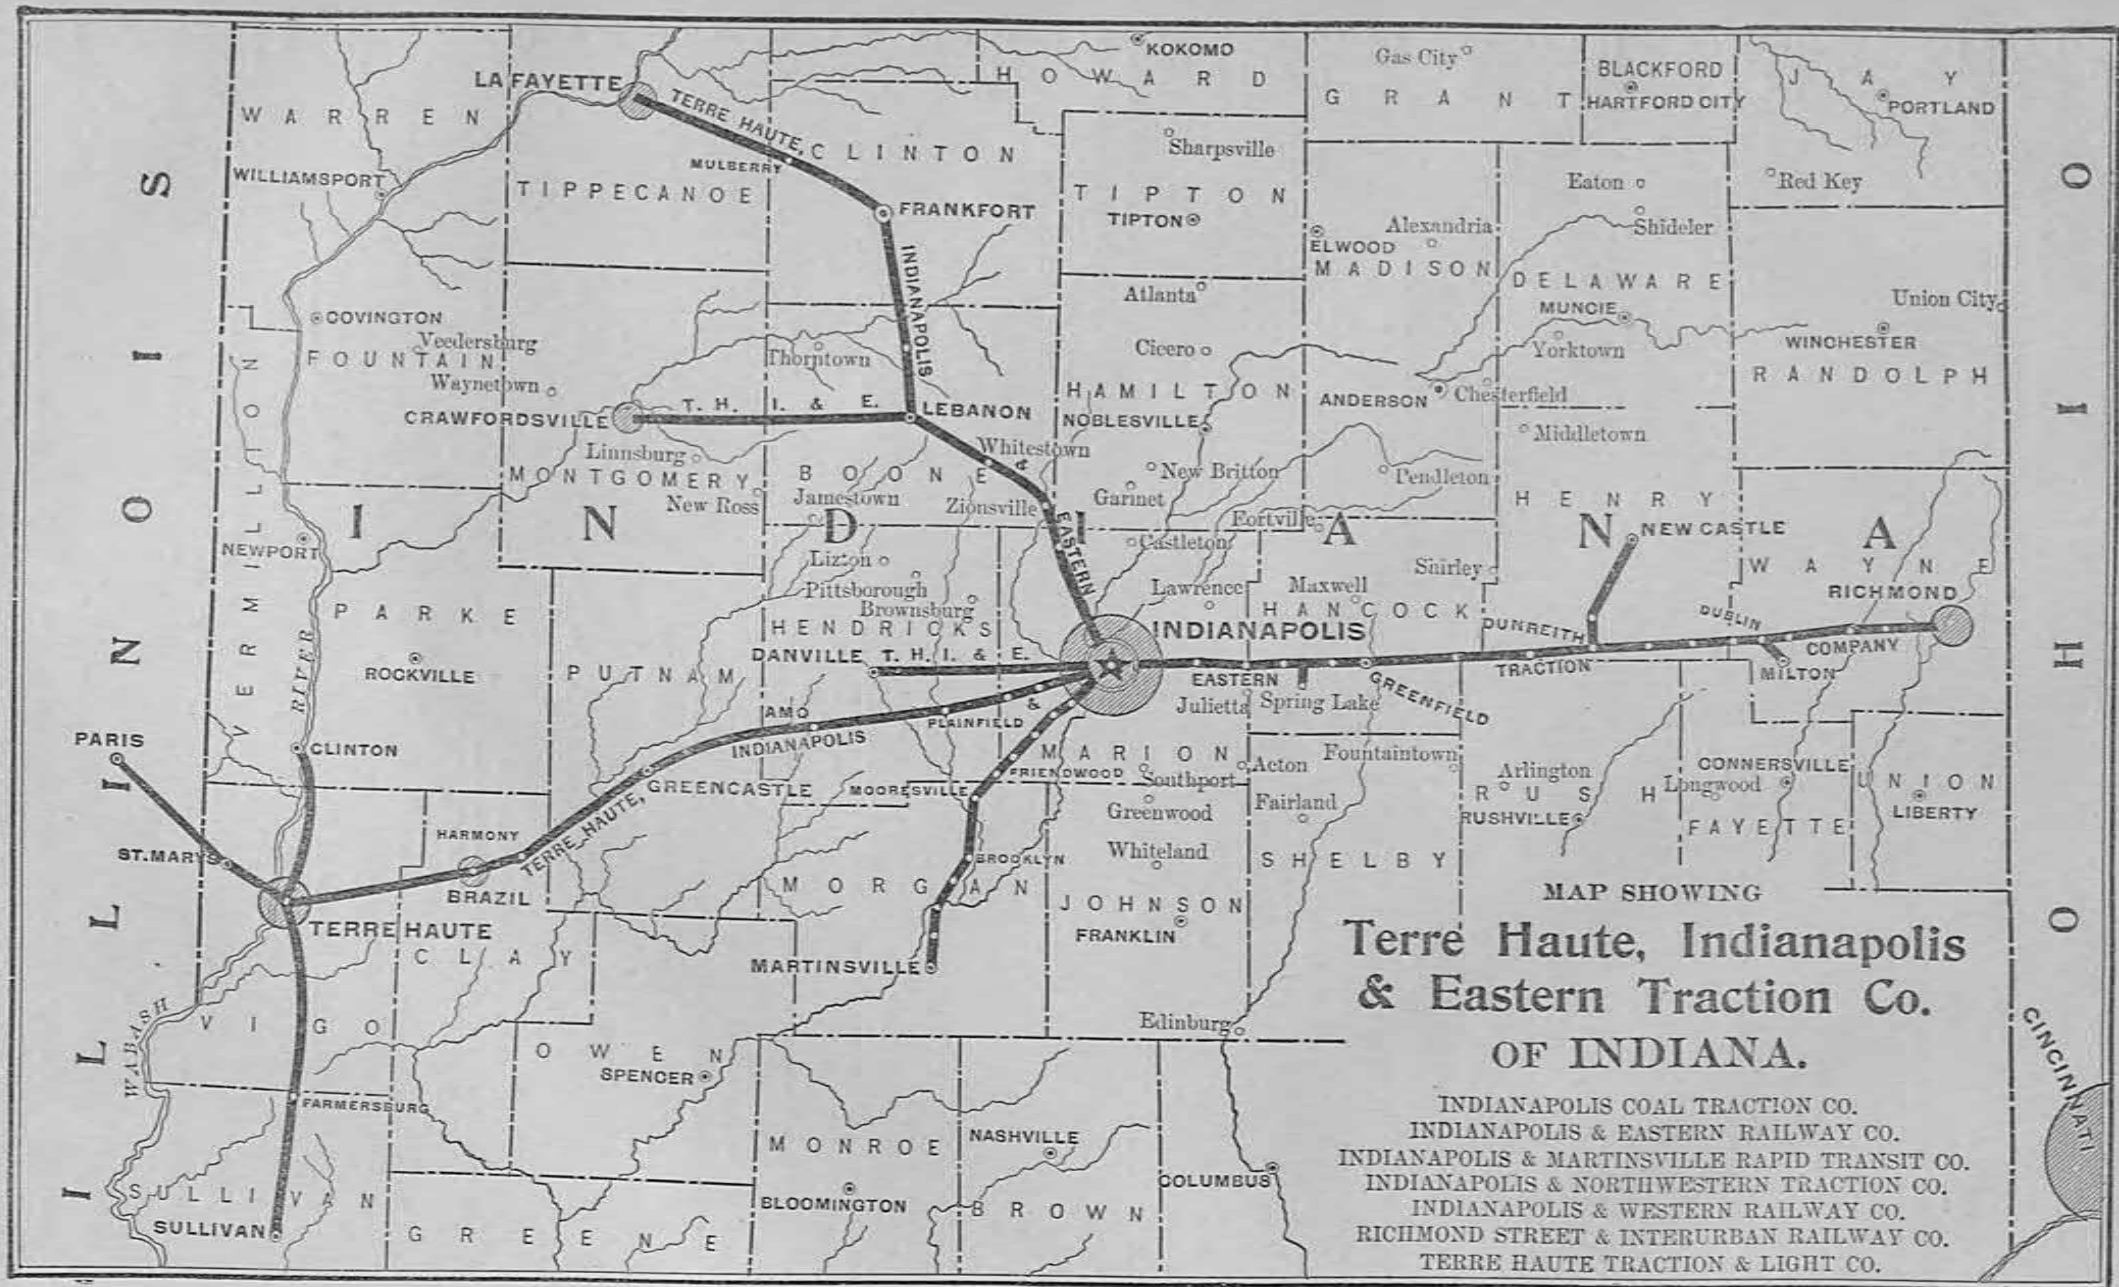 KOKOMO
HOWARD
Gas City
GRANT
BLACKFORD
HARTFORD CITY
JAY
PORTLAND
LA FAYETTE
WARREN
TERRE HAUTE,
CLINTON
MULBERRY
Sharpsville
WILLIAMSPORT
TIPPECANOE
TIPTON
TIPTON
FRANKFORT
Eaton
Red Key
Shideler
Alexandria
ELWOOD
MADISON
DELAWARE
MUNCIE
INDIANAPOLIS
Atlanta
Union City
COVINGTON
Veedersburg
FOUNTAIN
Waynetown
Thorntown
Cicero
Yorktown
WINCHESTER
RANDOLPH
HAMILTON
NOBLESVILLE
ANDERSON
Chesterfield
CRAWFORDSVILLE
T. H. I. & E.
LEBANON
Middletown
Linnsburg
Whitestown
&
MONTGOMERY
BOONE
New Britton
Pendleton
New Ross
Jamestown
Zionsville
Garinet
HENRY
Fortville
EASTERN
INDIANA
NEW CASTLE
NEWPORT
VERMILLION
Castleton
Lizton
Pittsborough
Brownsburg
Lawrence
Maxwell
Shirley
WAYNE
RICHMOND
PARKE
HENDRICKS
HANCOCK
INDIANAPOLIS
DUNREITH
DUBLIN
RIVER
ROCKVILLE
PUTNAM
DANVILLE
T. H. I. & E.
EASTERN
TRACTION
COMPANY
MILTON
Julietta
Spring Lake
GREENFIELD
AMO
PLAINFIELD
&
INDIANAPOLIS
PARIS
CLINTON
MARION
FRIENDWOOD
Southport
Acton
Fountaintown
Arlington
RUSH
CONNERSVILLE
Longwood
UNION
LIBERTY
GREENCASTLE
MOORESVILLE
TERRE HAUTE,
Greenwood
Fairland
RUSHVILLE
FAYETTE
HARMONY
ST. MARYS
BRAZIL
BROOKLYN
Whiteland
SHELBY
MORGAN
JOHNSON
FRANKLIN
TERRE HAUTE
CLAY
MARTINSVILLE
WABASH
VIGO
Edinburg
OWEN
SPENCER
FARMERSBURG
MONROE
NASHVILLE
BLOOMINGTON
COLUMBUS
SULLIVAN
SULLIVAN
GREENE
BROWN
ILLINOIS
OHIO
CINCINNATI
MAP SHOWING
Terre Haute, Indianapolis
& Eastern Traction Co.
OF INDIANA.
INDIANAPOLIS COAL TRACTION CO.
INDIANAPOLIS & EASTERN RAILWAY CO.
INDIANAPOLIS & MARTINSVILLE RAPID TRANSIT CO.
INDIANAPOLIS & NORTHWESTERN TRACTION CO.
INDIANAPOLIS & WESTERN RAILWAY CO.
RICHMOND STREET & INTERURBAN RAILWAY CO.
TERRE HAUTE TRACTION & LIGHT CO.